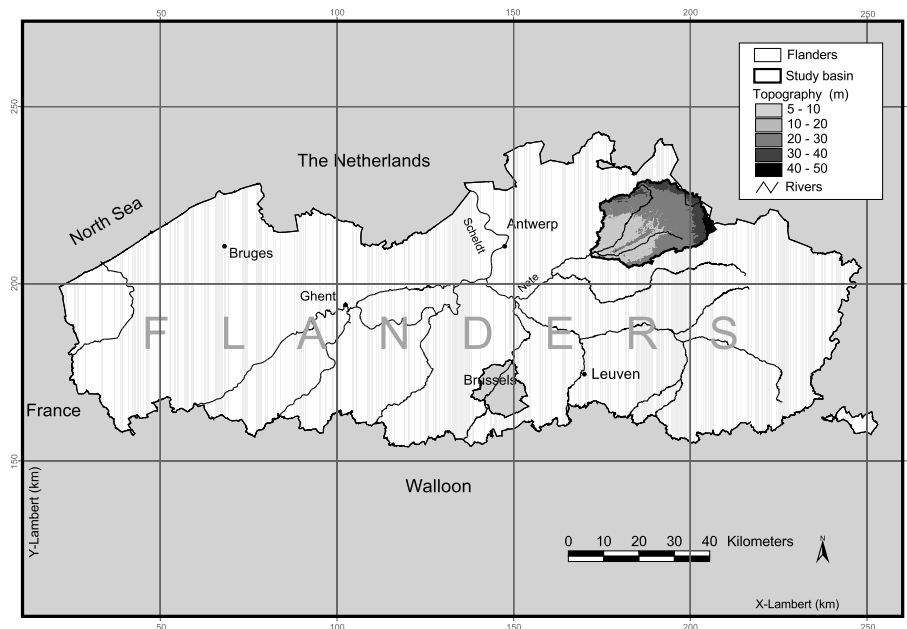 50 100 150 200 250
Flanders
Study basin
Topography (m)
5 - 10
10 - 20
20 - 30
30 - 40
40 - 50
Rivers
250
The Netherlands
North Sea
Antwerp
Scheldt
Bruges
Nete
200
Ghent
FLANDERS
Brussels
Leuven
France
150
Walloon
Y-Lambert (km)
0 10 20 30 40 Kilometers
N
X-Lambert (km)
50 100 150 200 250